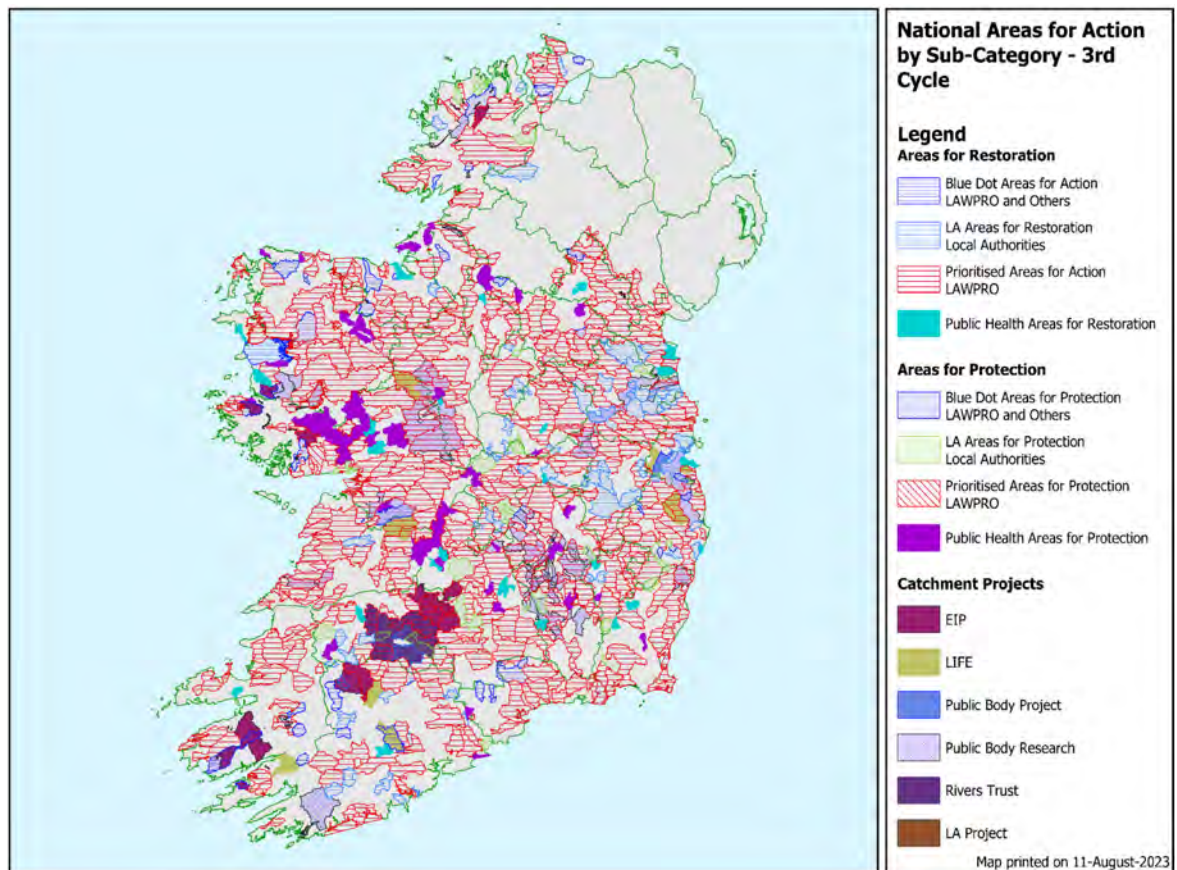 National Areas for Action
by Sub-Category - 3rd
Cycle
Legend
Areas for Restoration
Blue Dot Areas for Action
LAWPRO and Others
LA Areas for Restoration
Local Authorities
Prioritised Areas for Action
LAWPRO
Public Health Areas for Restoration
Areas for Protection
Blue Dot Areas for Protection
LAWPRO and Others
LA Areas for Protection
Local Authorities
Prioritised Areas for Protection
LAWPRO
Public Health Areas for Protection
Catchment Projects
EIP
LIFE
Public Body Project
Public Body Research
Rivers Trust
LA Project
Map printed on 11-August-2023